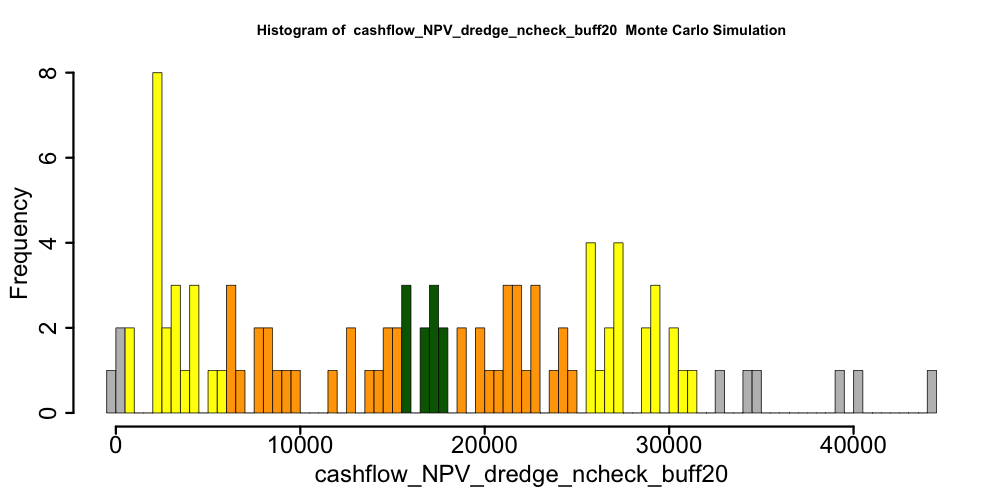 Histogram of cashflow_NPV_dredge_ncheck_buff20 Monte Carlo Simulation
8
6
4
2
0
Frequency
0 10000 20000 30000 40000
cashflow_NPV_dredge_ncheck_buff20